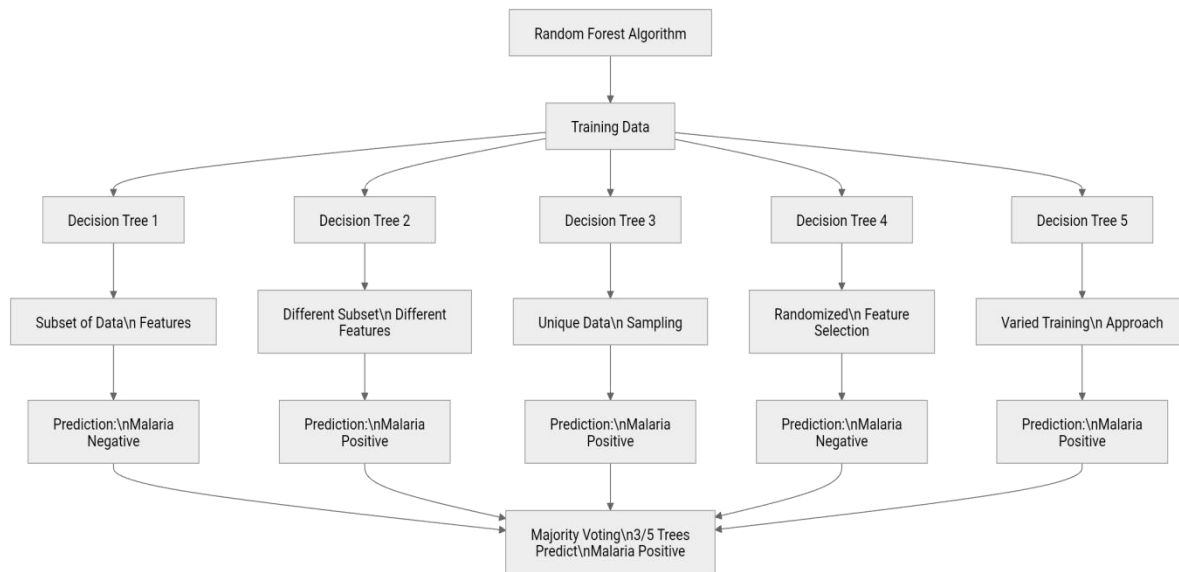 Random Forest Algorithm
Training Data
Decision Tree 1
Decision Tree 2
Decision Tree 3
Decision Tree 4
Decision Tree 5
Subset of Data\n Features
Different Subset\n Different
Features
Unique Data\n Sampling
Randomized\n Feature
Selection
Varied Training\n Approach
Prediction:\nMalaria
Negative
Prediction:\nMalaria
Positive
Prediction:\nMalaria
Positive
Prediction:\nMalaria
Negative
Prediction:\nMalaria
Positive
Majority Voting\n3/5 Trees
Predict\nMalaria Positive